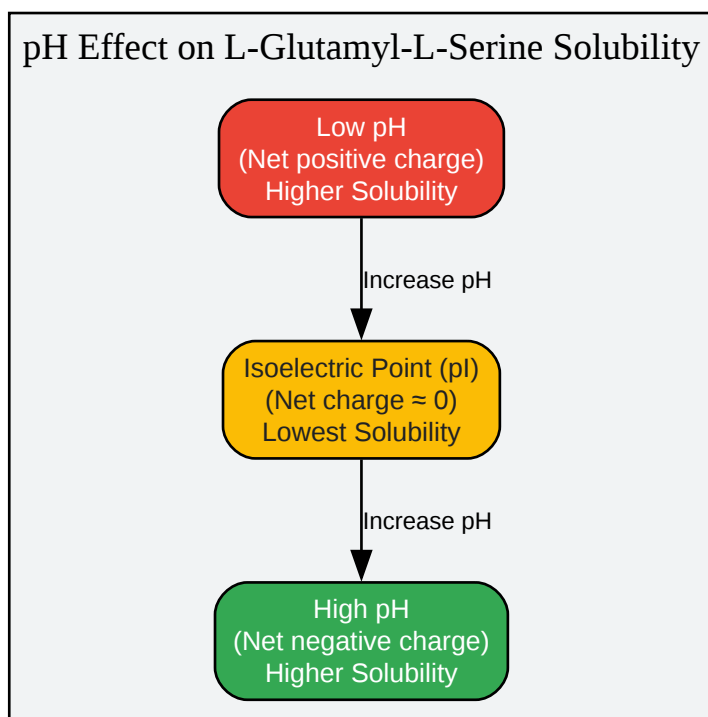 pH Effect on L-Glutamyl-L-Serine Solubility
Low pH
(Net positive charge)
Higher Solubility
Increase pH
Isoelectric Point (pI)
(Net charge ≈ 0)
Lowest Solubility
Increase pH
High pH
(Net negative charge)
Higher Solubility